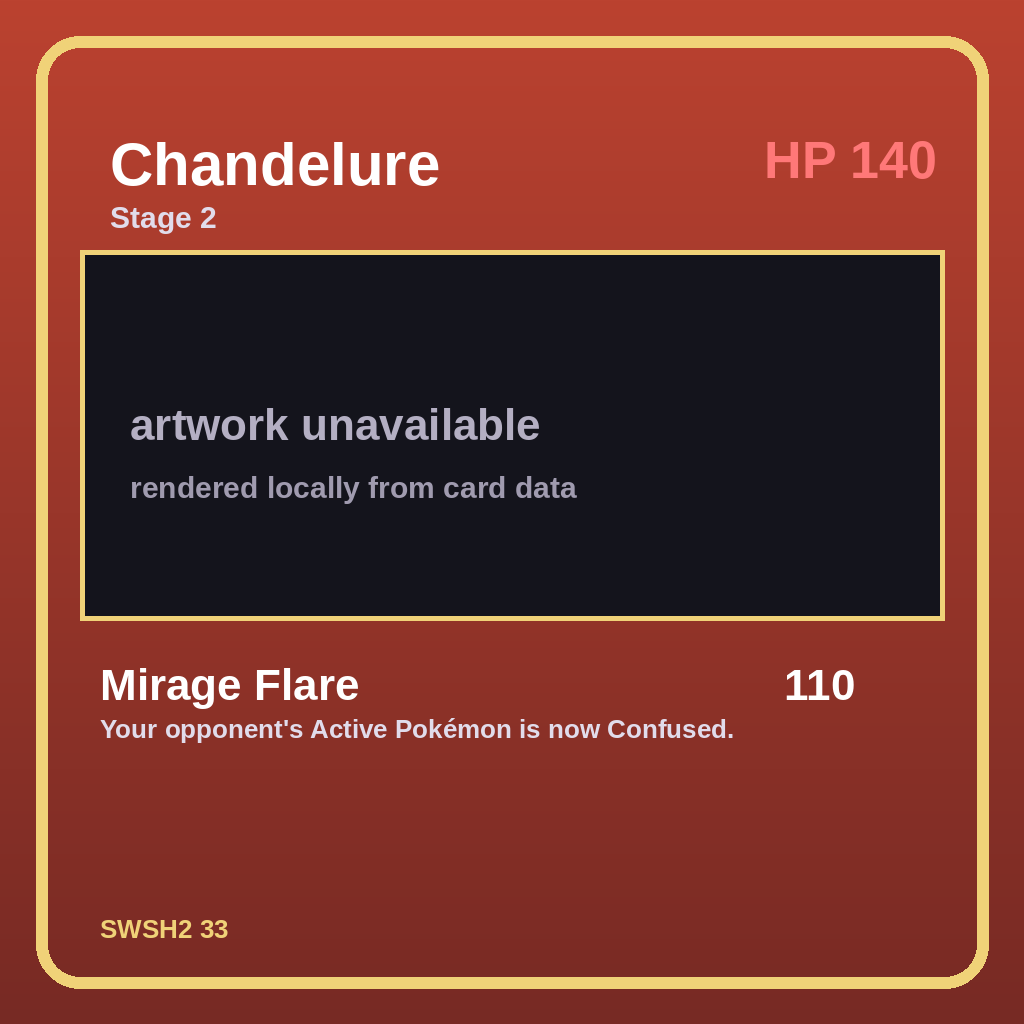 Chandelure
HP 140
Stage 2
artwork unavailable
rendered locally from card data
Mirage Flare
110
Your opponent's Active Pokémon is now Confused.
SWSH2 33